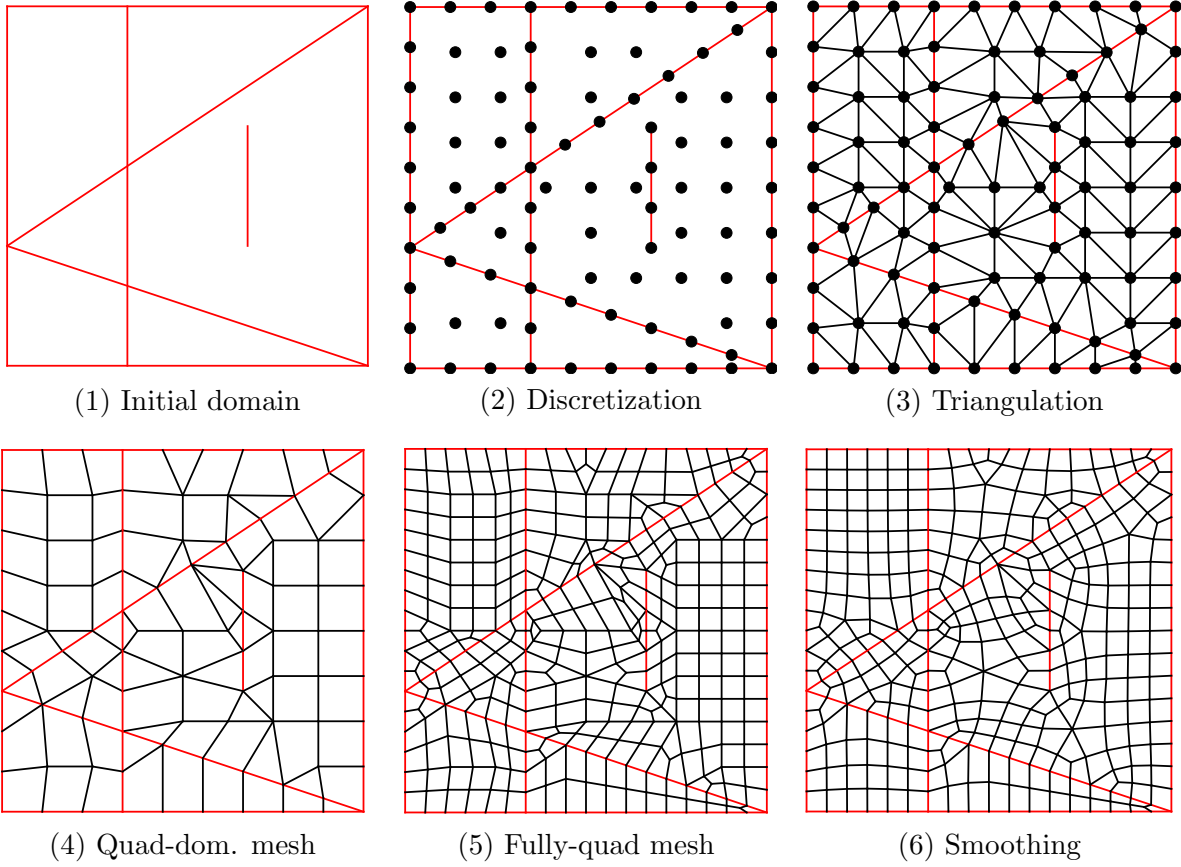 (1) Initial domain
(2) Discretization
(3) Triangulation
(4) Quad-dom. mesh
(5) Fully-quad mesh
(6) Smoothing